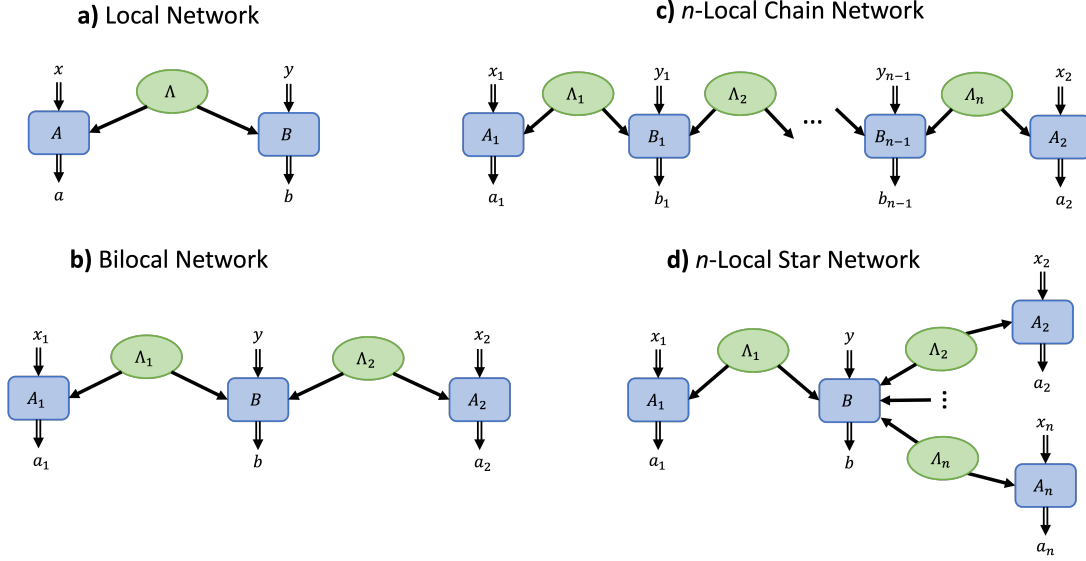 a) Local Network
x
y
Λ
A
B
a
b
c) n-Local Chain Network
x₁
y₁
yₙ₋₁
x₂
Λ₁
Λ₂
Λₙ
A₁
B₁
...
Bₙ₋₁
A₂
a₁
b₁
bₙ₋₁
a₂
b) Bilocal Network
x₁
y
x₂
Λ₁
Λ₂
A₁
B
A₂
a₁
b
a₂
d) n-Local Star Network
x₂
x₁
y
A₂
Λ₁
Λ₂
a₂
A₁
B
⋮
xₙ
a₁
b
Λₙ
Aₙ
aₙ